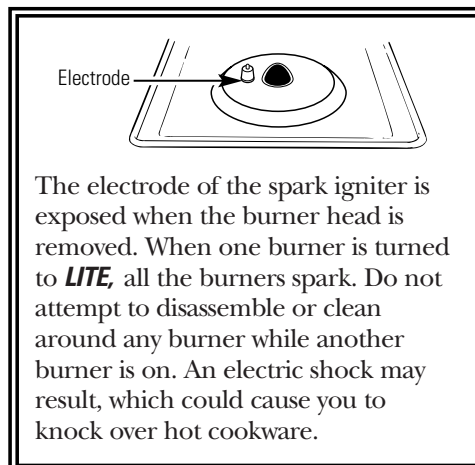 Electrode
The electrode of the spark igniter is
exposed when the burner head is
removed. When one burner is turned
to LITE, all the burners spark. Do not
attempt to disassemble or clean
around any burner while another
burner is on. An electric shock may
result, which could cause you to
knock over hot cookware.